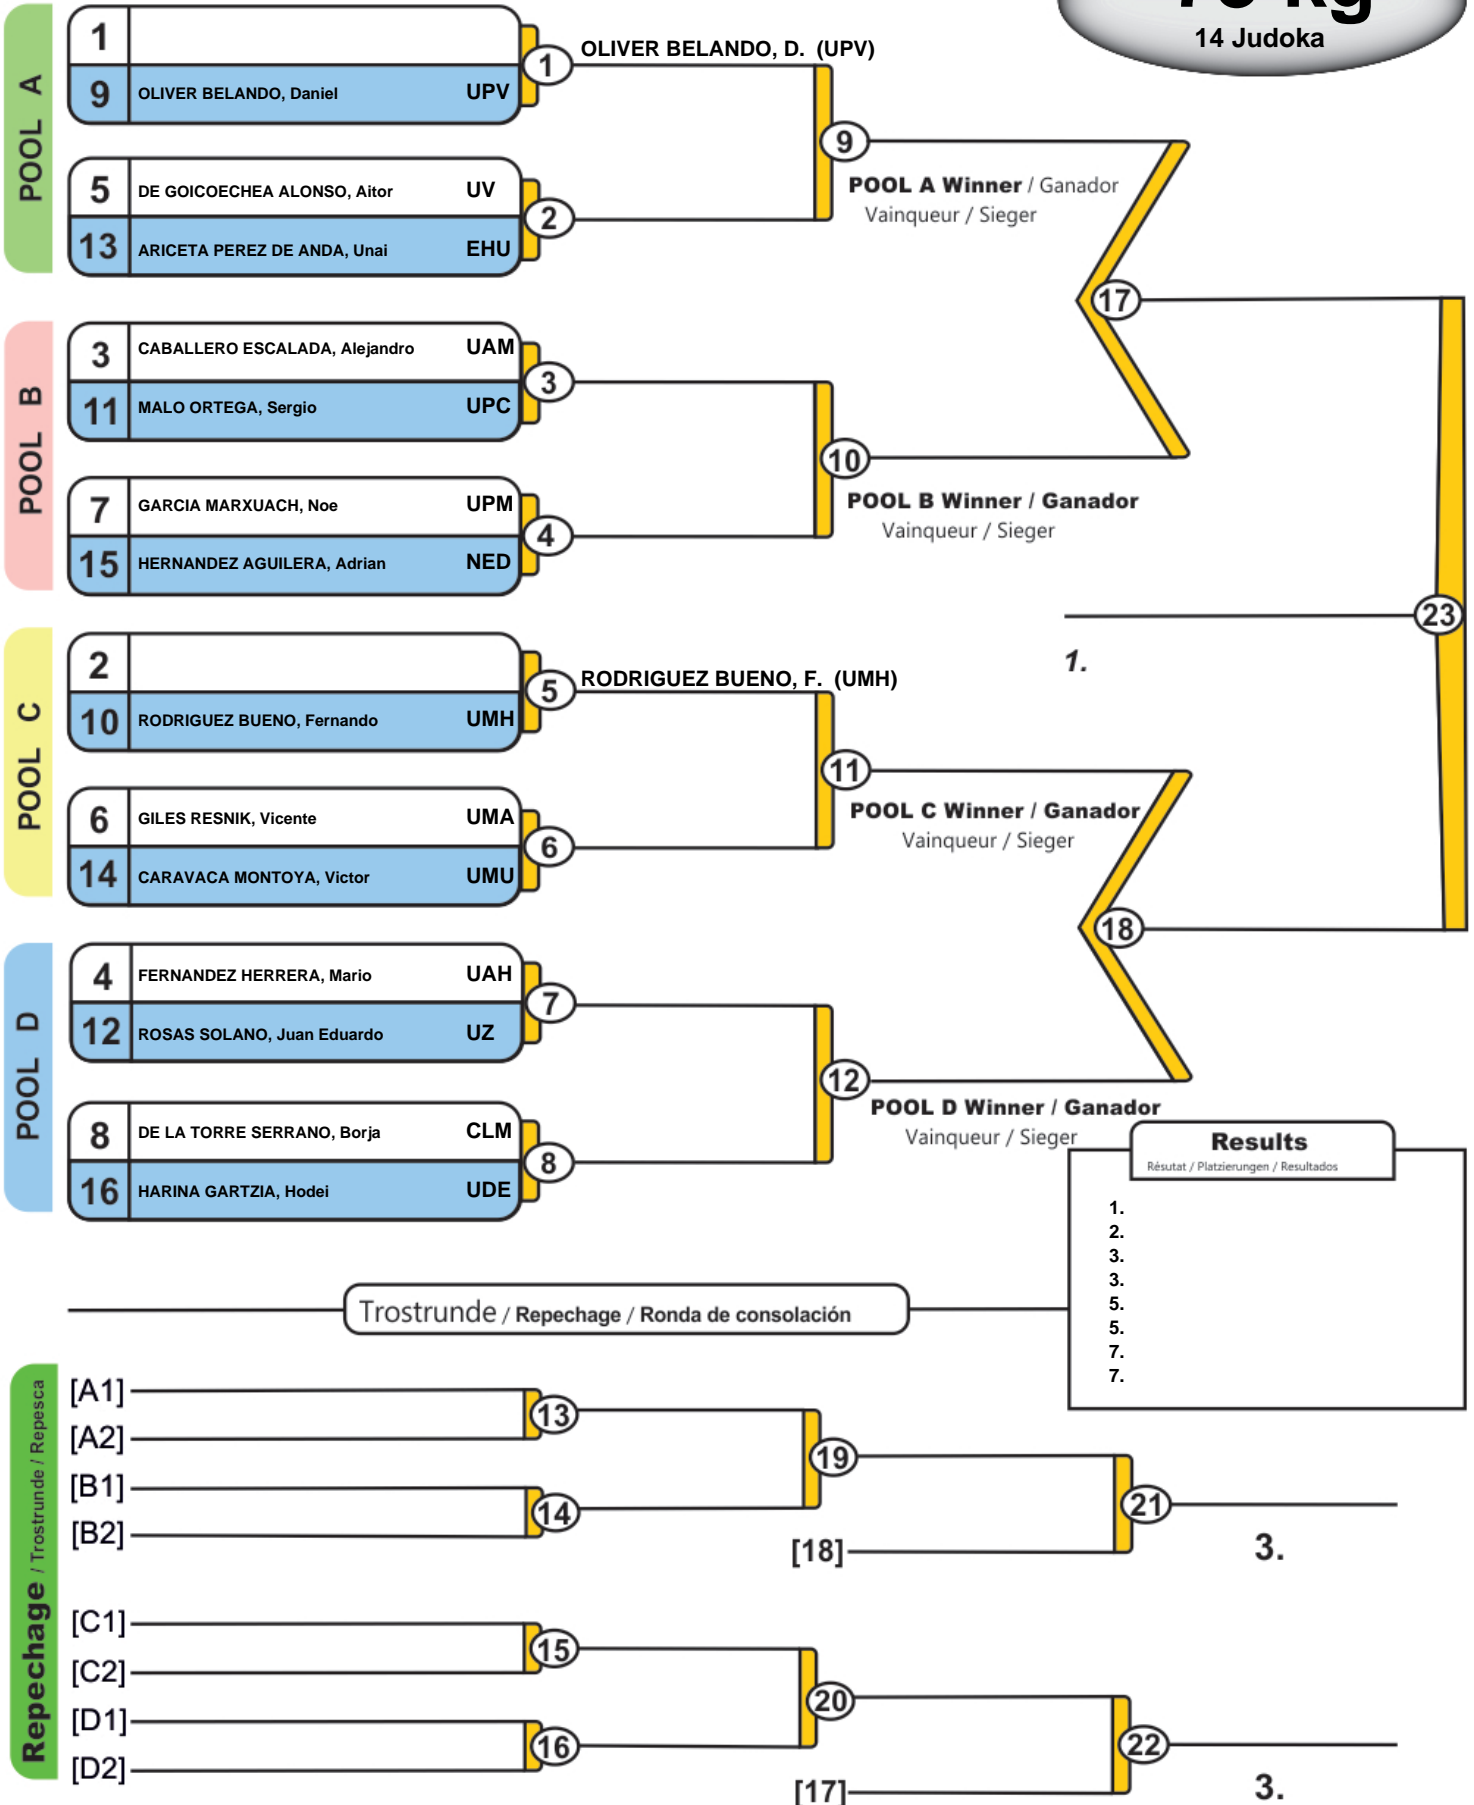 14 Judoka
POOL A
1
9 OLIVER BELANDO, Daniel UPV
1
OLIVER BELANDO, D. (UPV)
5 DE GOICOECHEA ALONSO, Aitor UV
13 ARICETA PEREZ DE ANDA, Unai EHU
2
9
POOL A Winner / Ganador
Vainqueur / Sieger
17
POOL B
3 CABALLERO ESCALADA, Alejandro UAM
11 MALO ORTEGA, Sergio UPC
3
7 GARCIA MARXUACH, Noe UPM
15 HERNANDEZ AGUILERA, Adrian NED
4
10
POOL B Winner / Ganador
Vainqueur / Sieger
23
1.
POOL C
2
10 RODRIGUEZ BUENO, Fernando UMH
5
RODRIGUEZ BUENO, F. (UMH)
6 GILES RESNIK, Vicente UMA
14 CARAVACA MONTOYA, Victor UMU
6
11
POOL C Winner / Ganador
Vainqueur / Sieger
18
POOL D
4 FERNANDEZ HERRERA, Mario UAH
12 ROSAS SOLANO, Juan Eduardo UZ
7
8 DE LA TORRE SERRANO, Borja CLM
16 HARINA GARTZIA, Hodei UDE
8
12
POOL D Winner / Ganador
Vainqueur / Sieger
Results
Résutat / Platzierungen / Resultados
1.
2.
3.
3.
5.
5.
7.
7.
Trostrunde / Repechage / Ronda de consolación
Repechage / Trostrunde / Repesca
[A1]
[A2]
13
[B1]
[B2]
14
19
[18]
21
3.
[C1]
[C2]
15
[D1]
[D2]
16
20
[17]
22
3.